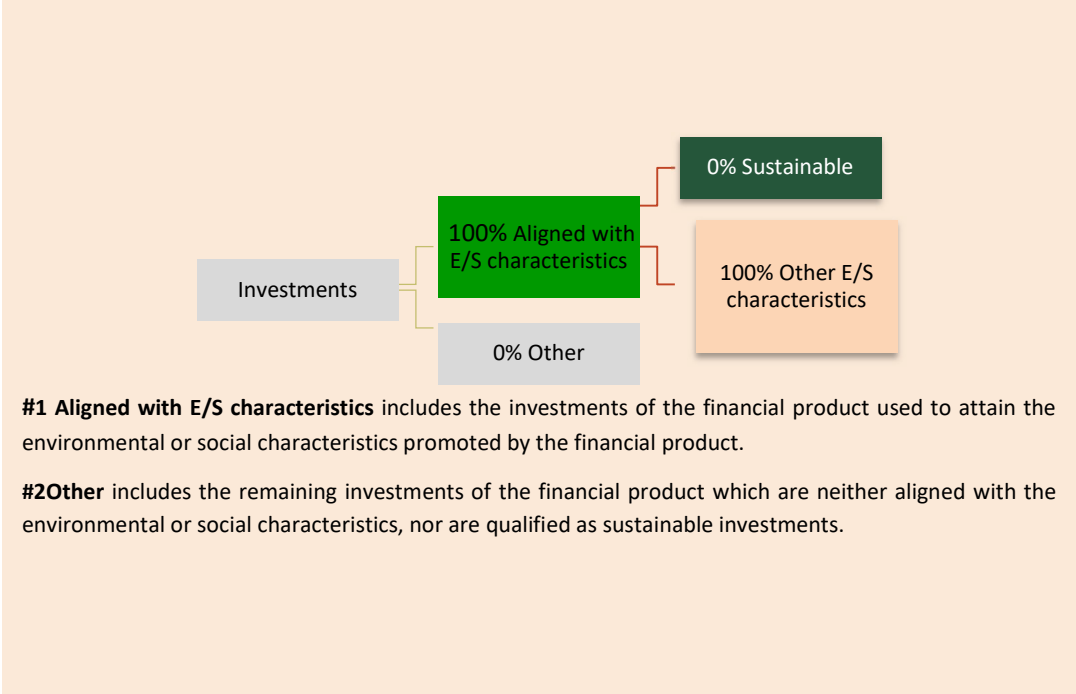 0% Sustainable
100% Aligned with
E/S characteristics
100% Other E/S
characteristics
Investments
0% Other
#1 Aligned with E/S characteristics includes the investments of the financial product used to attain the
environmental or social characteristics promoted by the financial product.
#2Other includes the remaining investments of the financial product which are neither aligned with the
environmental or social characteristics, nor are qualified as sustainable investments.